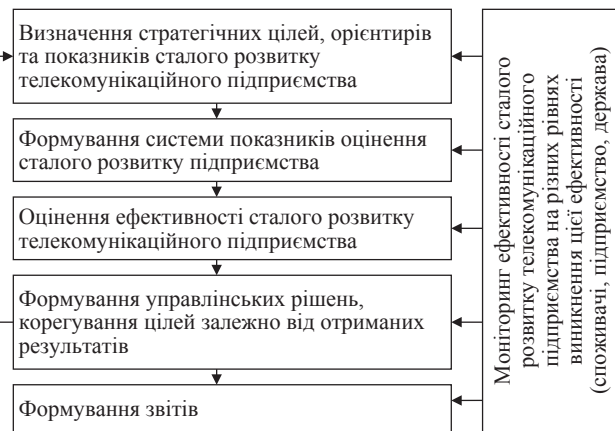 Визначення стратегічних цілей, орієнтирів
та показників сталого розвитку
телекомунікаційного підприємства
Формування системи показників оцінення
сталого розвитку підприємства
Оцінення ефективності сталого розвитку
телекомунікаційного підприємства
Формування управлінських рішень,
корегування цілей залежно від отриманих
результатів
Формування звітів
Моніторинг ефективності сталого
розвитку телекомунікаційного
підприємства на різних рівнях
виникнення цієї ефективності
(споживачі, підприємство, держава)